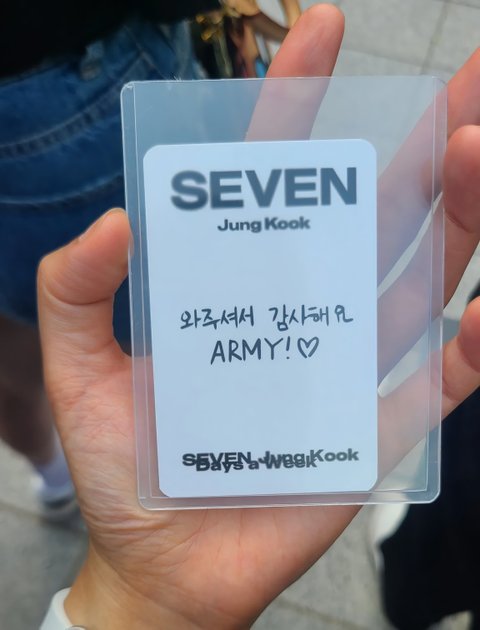 SEVEN
Jung Kook
와주셔서 감사해요
ARMY!♡
SEVEN Jung Kook
Days a Week